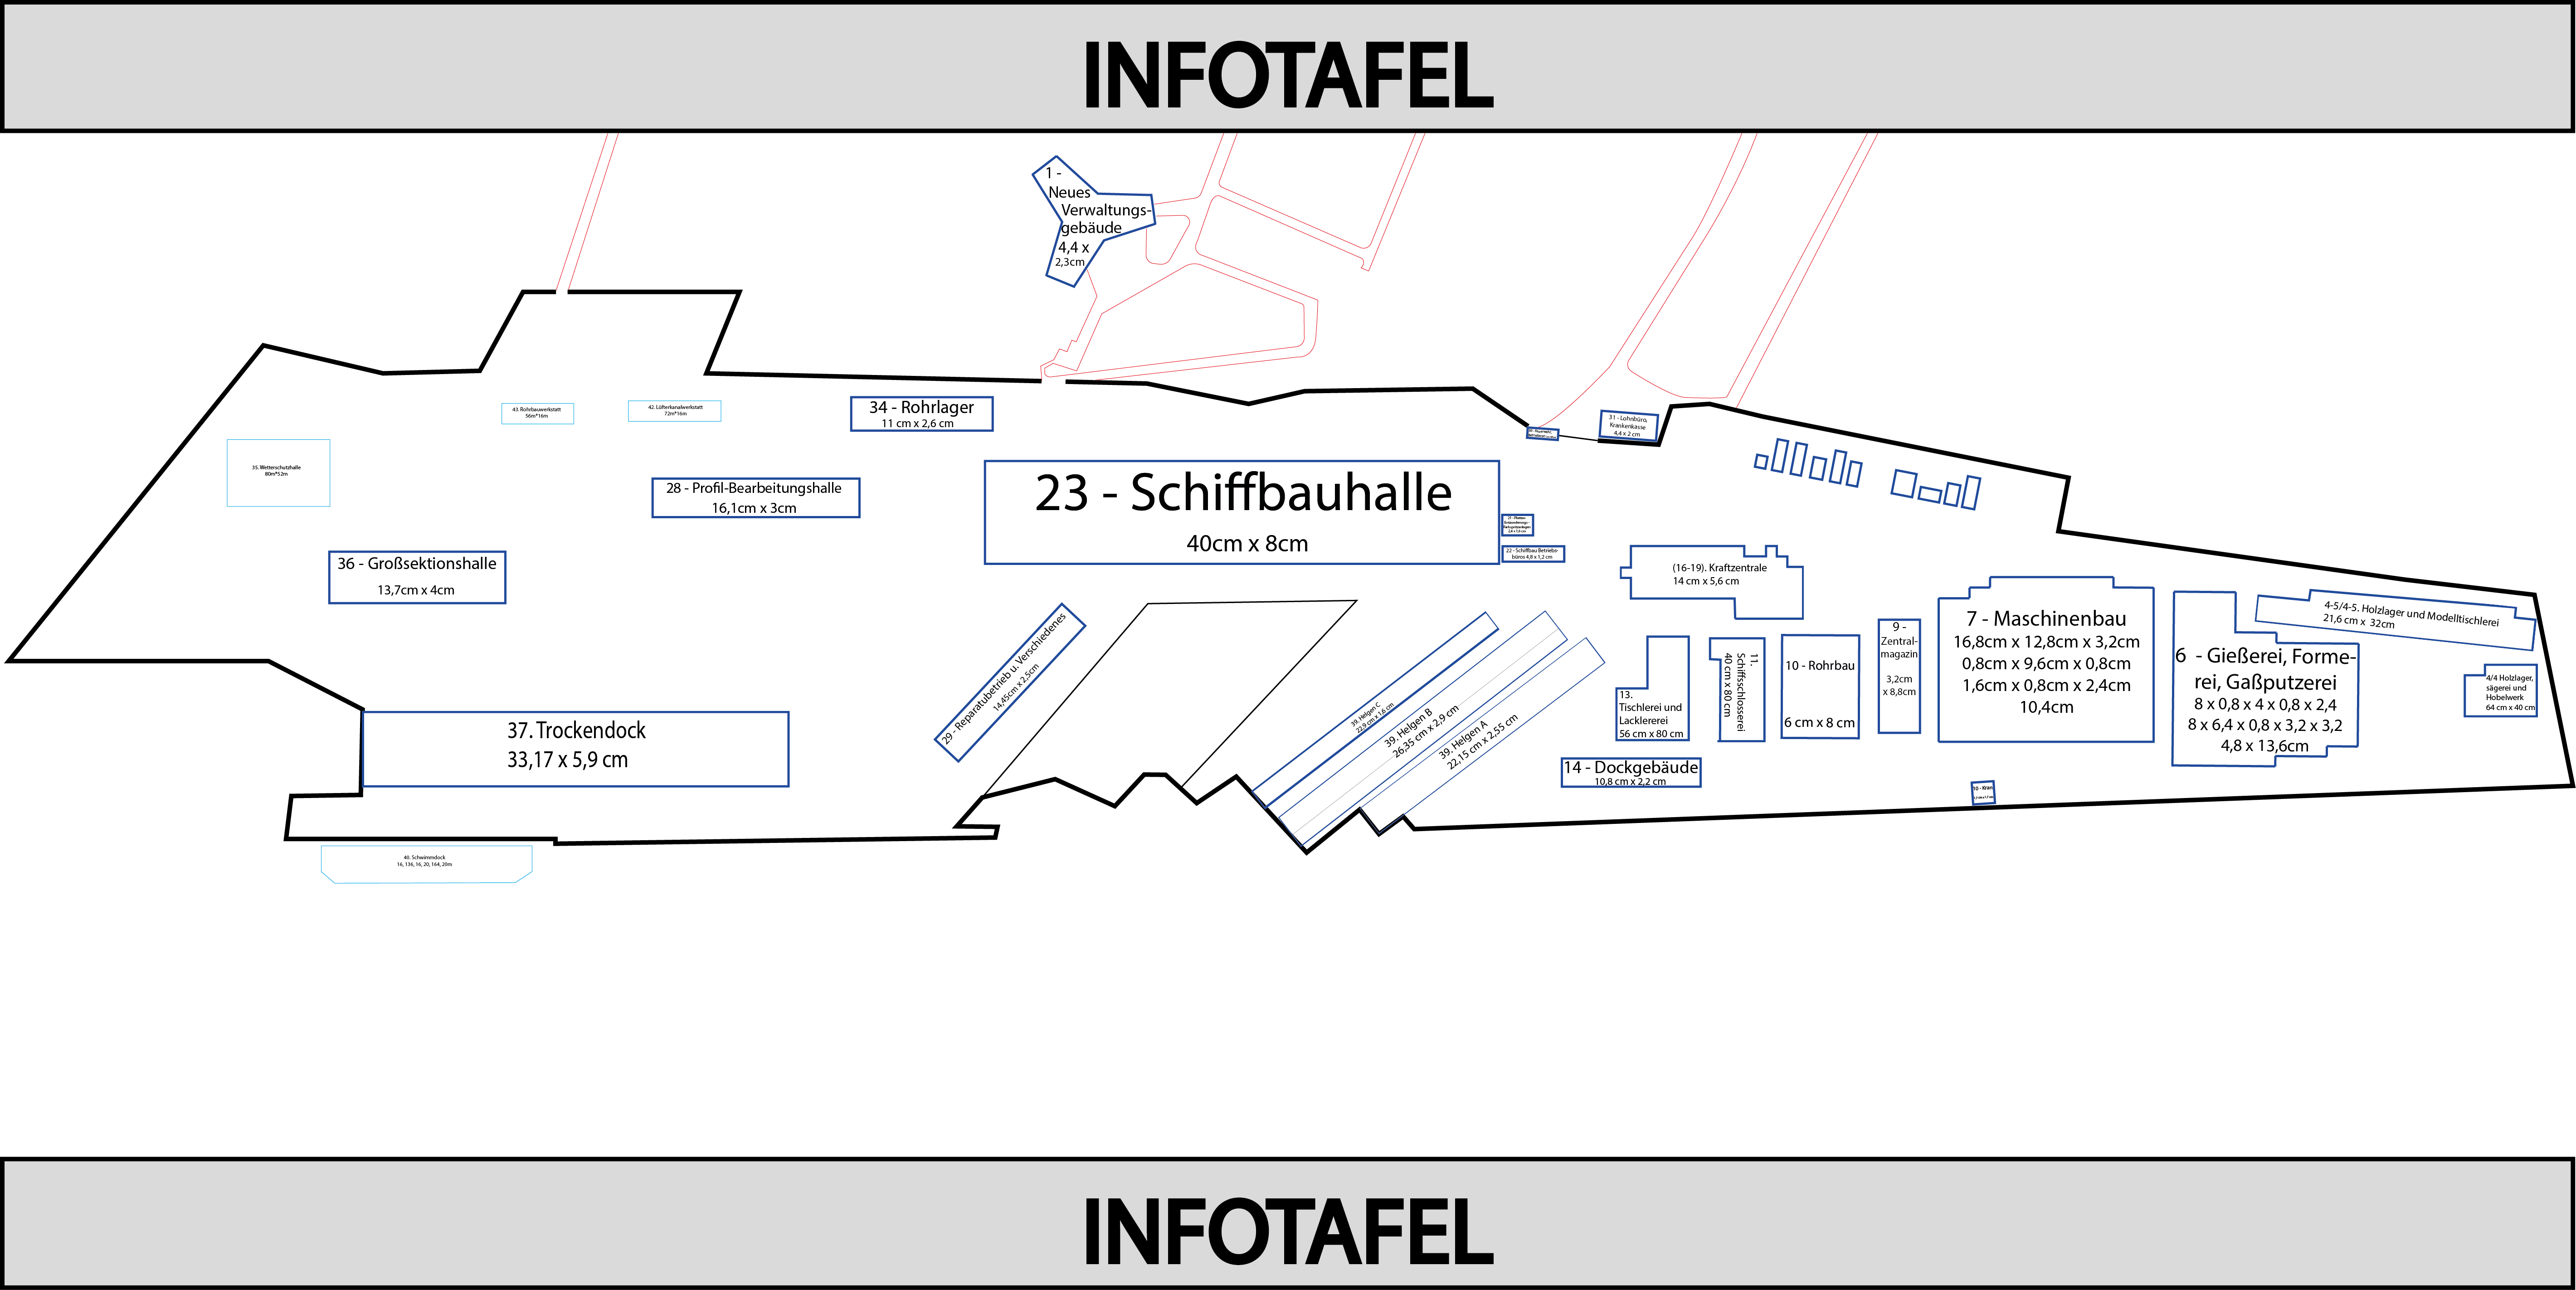 INFOTAFEL
1 -
Neues
Verwaltungs-
gebäude
4,4 x
2,3cm
43. Rohrbauwerkstatt
56m*16m
42. Lüfterkanalwerkstatt
72m*16m
34 - Rohrlager
11 cm x 2,6 cm
31 - Lohnbüro,
Krankenkasse
4,4 x 2 cm
35. Wetterschutzhalle
80m*52m
28 - Profil-Bearbeitungshalle
16,1cm x 3cm
23 - Schiffbauhalle
40cm x 8cm
22 - Schiffbau Betriebs-
büros 4,8 x 1,2 cm
36 - Großsektionshalle
13,7cm x 4cm
(16-19). Kraftzentrale
14 cm x 5,6 cm
29 - Reparatubetrieb u. Verschiedenes
14,45cm x 2,5cm
37. Trockendock
33,17 x 5,9 cm
39. Helgen C
23,9 cm x 1,6 cm
39. Helgen B
26,35 cm x 2,9 cm
39. Helgen A
22,15 cm x 2,55 cm
13.
Tischlerei und
Lacklererei
56 cm x 80 cm
11.
Schiffsschlosserei
40 cm x 80 cm
10 - Rohrbau
6 cm x 8 cm
9 -
Zentral-
magazin
3,2cm
x 8,8cm
7 - Maschinenbau
16,8cm x 12,8cm x 3,2cm
0,8cm x 9,6cm x 0,8cm
1,6cm x 0,8cm x 2,4cm
10,4cm
6 - Gießerei, Forme-
rei, Gaßputzerei
8 x 0,8 x 4 x 0,8 x 2,4
8 x 6,4 x 0,8 x 3,2 x 3,2
4,8 x 13,6cm
4-5/4-5. Holzlager und Modelltischlerei
21,6 cm x 32cm
4/4 Holzlager,
sägerei und
Hobelwerk
64 cm x 40 cm
14 - Dockgebäude
10,8 cm x 2,2 cm
10 - Kran
40. Schwimmdock
16, 136, 16, 20, 164, 20m
INFOTAFEL